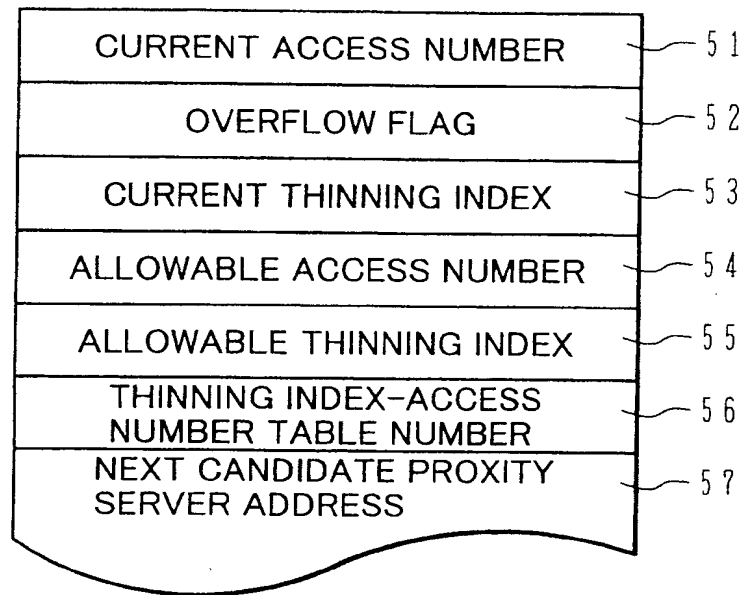 CURRENT ACCESS NUMBER 51
OVERFLOW FLAG 52
CURRENT THINNING INDEX 53
ALLOWABLE ACCESS NUMBER 54
ALLOWABLE THINNING INDEX 55
THINNING INDEX-ACCESS
NUMBER TABLE NUMBER 56
NEXT CANDIDATE PROXITY
SERVER ADDRESS 57